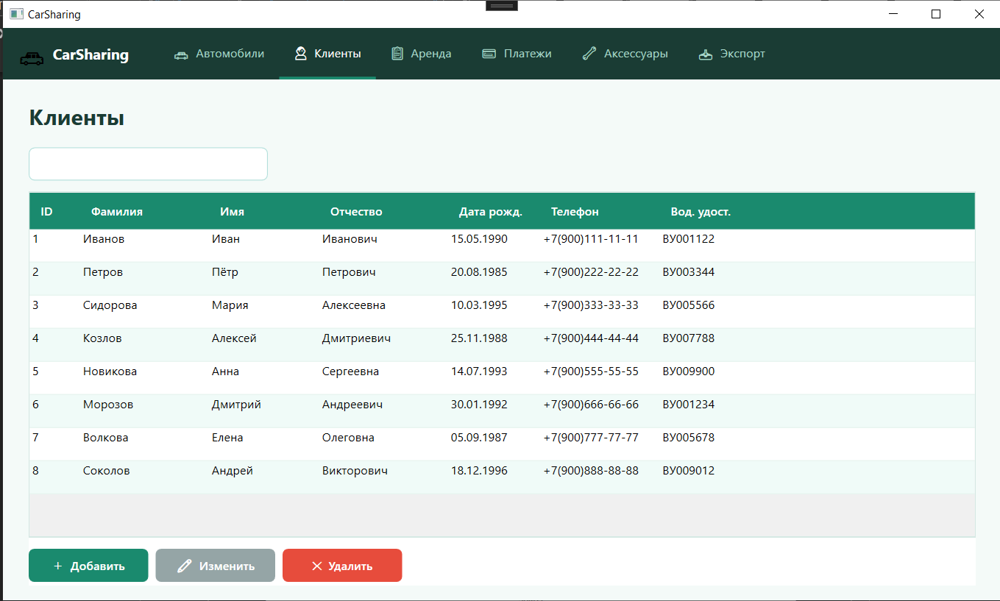 CarSharing
CarSharing Автомобили Клиенты Аренда Платежи Аксессуары Экспорт
Клиенты
ID Фамилия Имя Отчество Дата рожд. Телефон Вод. удост.
1 Иванов Иван Иванович 15.05.1990 +7(900)111-11-11 ВУ001122
2 Петров Пётр Петрович 20.08.1985 +7(900)222-22-22 ВУ003344
3 Сидорова Мария Алексеевна 10.03.1995 +7(900)333-33-33 ВУ005566
4 Козлов Алексей Дмитриевич 25.11.1988 +7(900)444-44-44 ВУ007788
5 Новикова Анна Сергеевна 14.07.1993 +7(900)555-55-55 ВУ009900
6 Морозов Дмитрий Андреевич 30.01.1992 +7(900)666-66-66 ВУ001234
7 Волкова Елена Олеговна 05.09.1987 +7(900)777-77-77 ВУ005678
8 Соколов Андрей Викторович 18.12.1996 +7(900)888-88-88 ВУ009012
+ Добавить Изменить Удалить